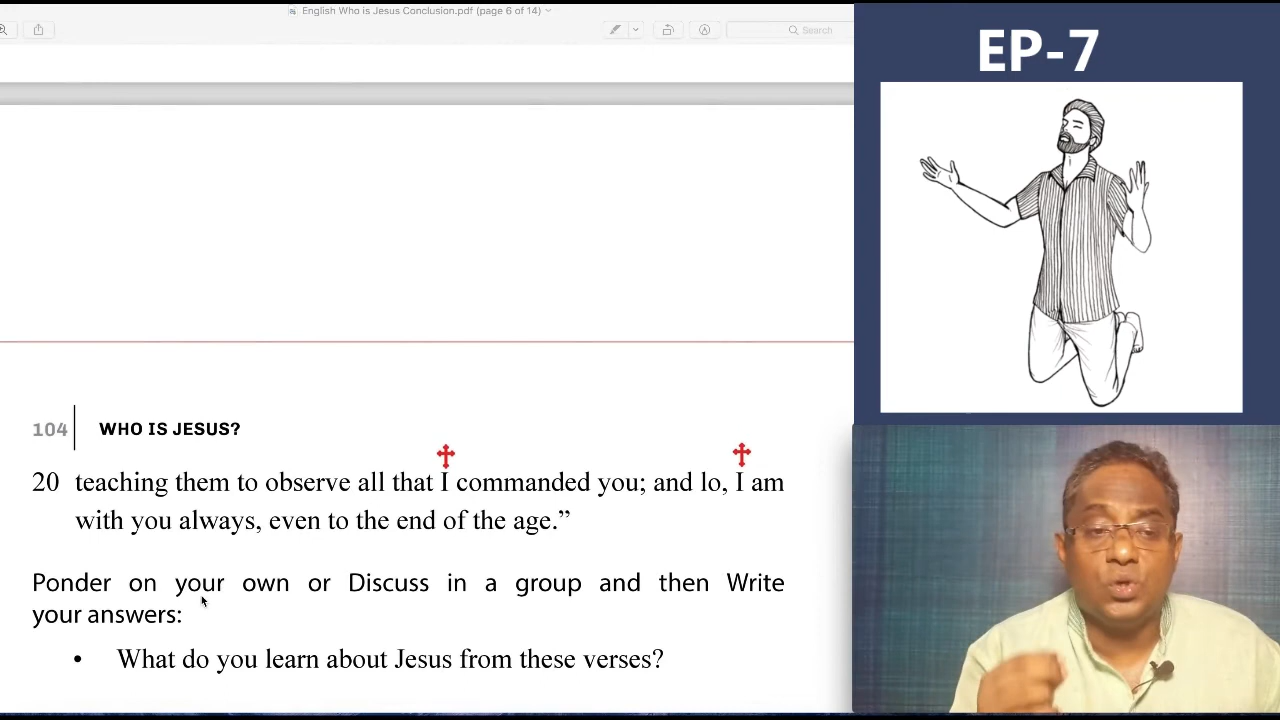 English Who is Jesus Conclusion.pdf (page 6 of 14)
Search
EP-7
104 WHO IS JESUS?
20 teaching them to observe all that I commanded you; and lo, I am
with you always, even to the end of the age.”
Ponder on your own or Discuss in a group and then Write
your answers:
• What do you learn about Jesus from these verses?